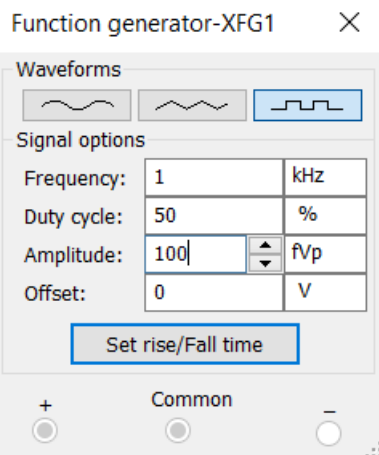 Function generator-XFG1
Waveforms
Signal options
Frequency: 1 kHz
Duty cycle: 50 %
Amplitude: 100 fVp
Offset: 0 V
Set rise/Fall time
+ Common −